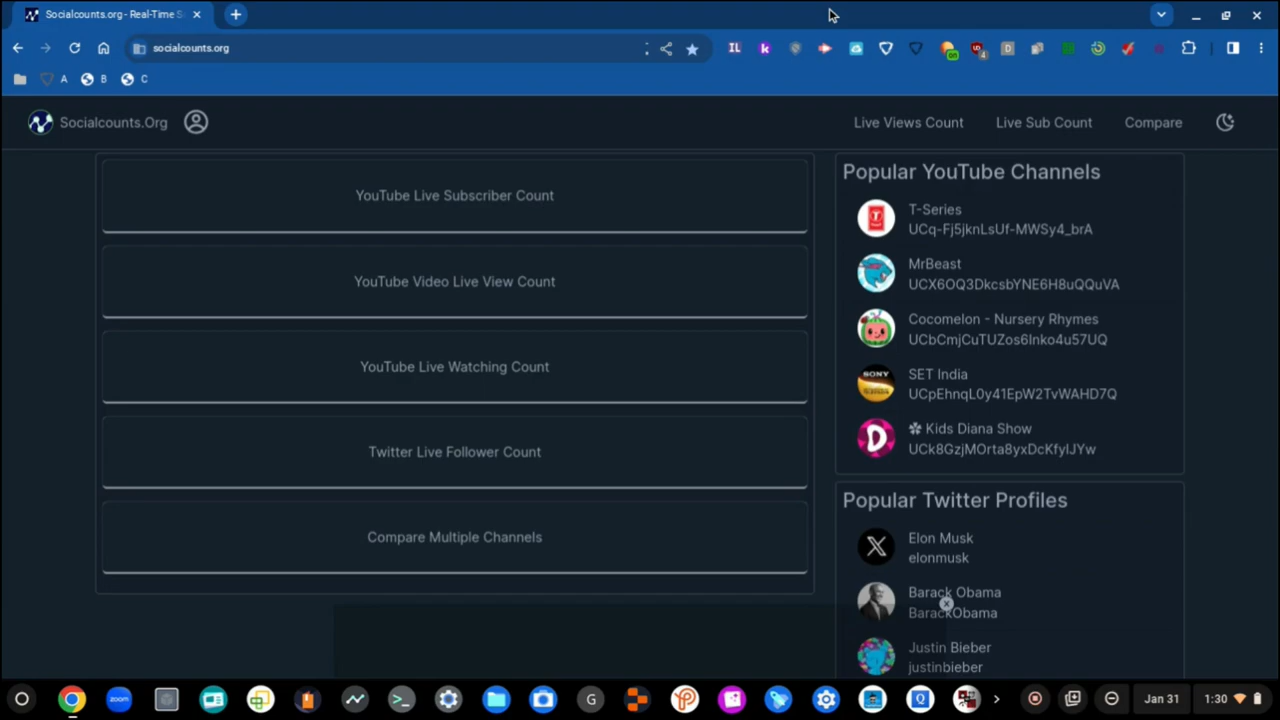 Socialcounts.org - Real-Time S
socialcounts.org
A
B
C
Socialcounts.Org
Live Views Count
Live Sub Count
Compare
YouTube Live Subscriber Count
YouTube Video Live View Count
YouTube Live Watching Count
Twitter Live Follower Count
Compare Multiple Channels
Popular YouTube Channels
T-Series
UCq-Fj5jknLsUf-MWSy4_brA
MrBeast
UCX6OQ3DkcsbYNE6H8uQQuVA
Cocomelon - Nursery Rhymes
UCbCmjCuTUZos6Inko4u57UQ
SET India
UCpEhnqL0y41EpW2TvWAHD7Q
✿ Kids Diana Show
UCk8GzjMOrta8yxDcKfylJYw
Popular Twitter Profiles
Elon Musk
elonmusk
Barack Obama
BarackObama
Justin Bieber
justinbieber
zoom
Jan 31
1:30